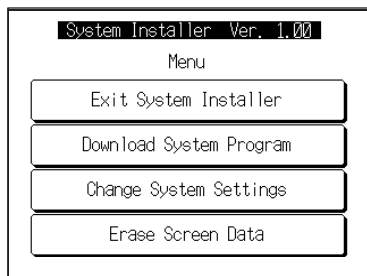 System Installer Ver. 1.00
Menu
Exit System Installer
Download System Program
Change System Settings
Erase Screen Data